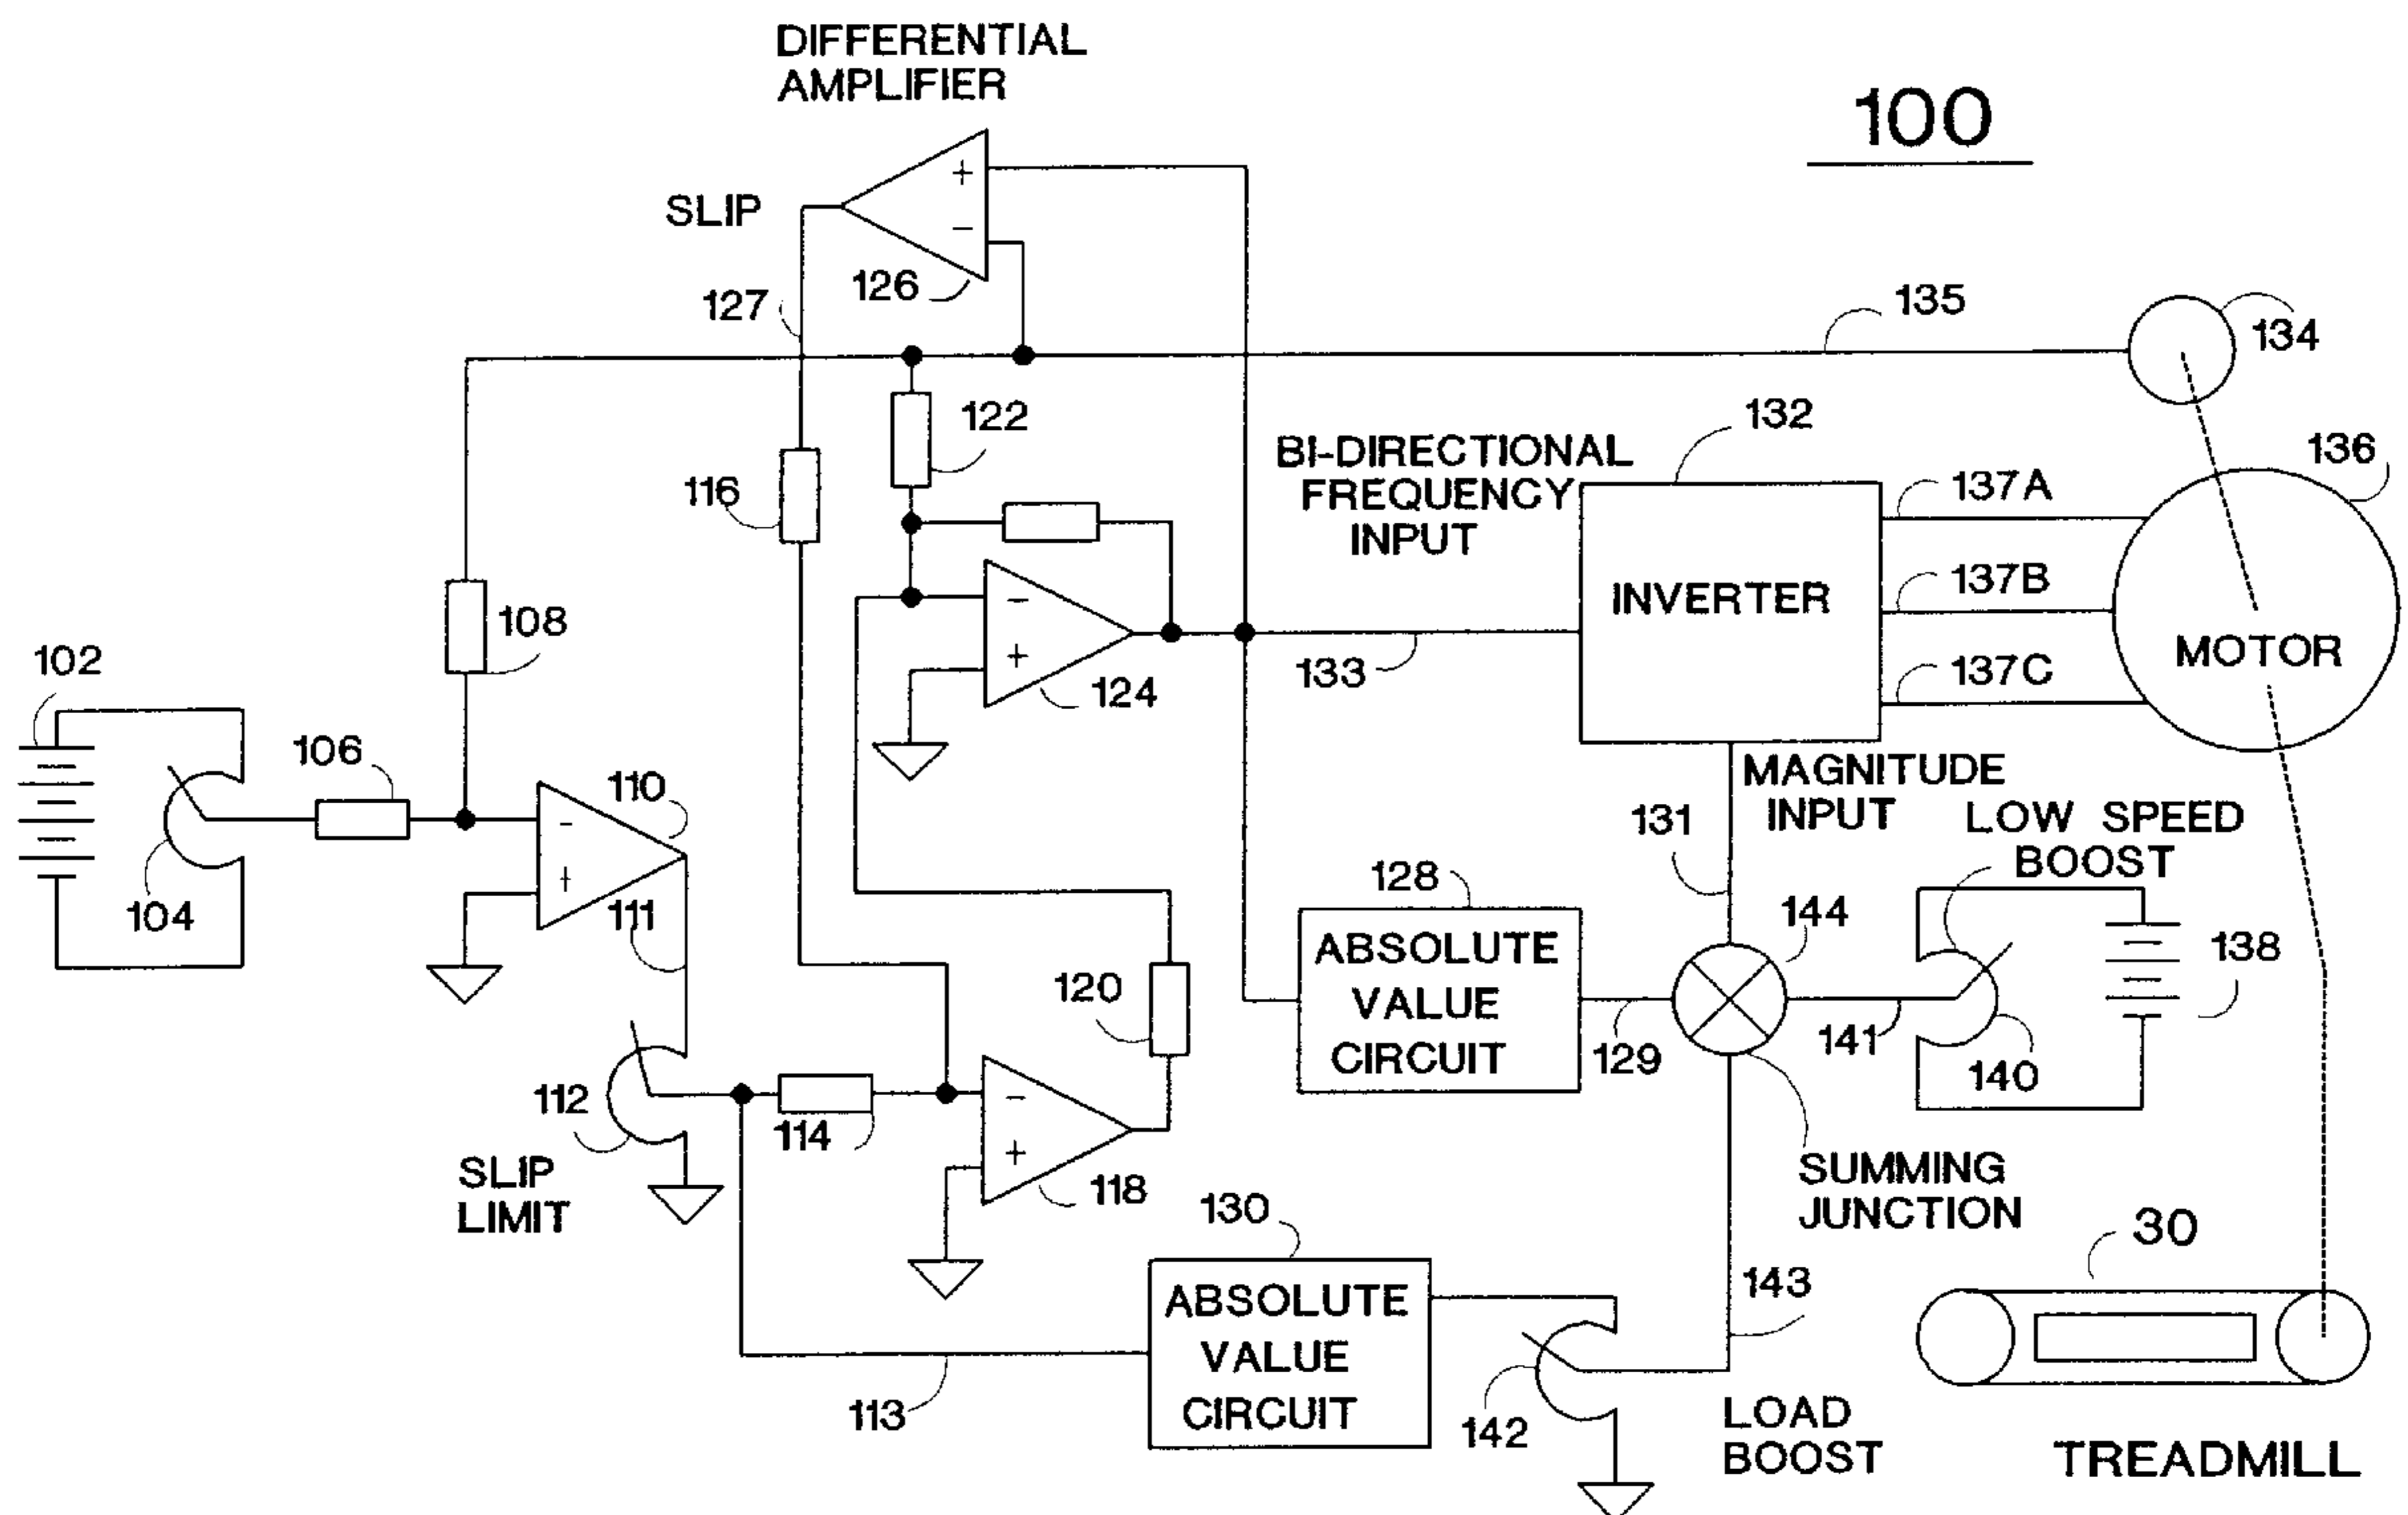 DIFFERENTIAL
AMPLIFIER
100
+
SLIP
−
126
127
135
134
122
132
136
BI-DIRECTIONAL
FREQUENCY
INPUT
116
137A
−
137B
INVERTER
108
+
MOTOR
102
133
137C
124
106
110
MAGNITUDE
INPUT
-
131
LOW SPEED
BOOST
+
128
104
111
144
ABSOLUTE
VALUE
CIRCUIT
138
120
141
129
140
112
−
114
+
SLIP
LIMIT
118
SUMMING
JUNCTION
130
30
ABSOLUTE
VALUE
CIRCUIT
143
113
142
LOAD
BOOST
TREADMILL